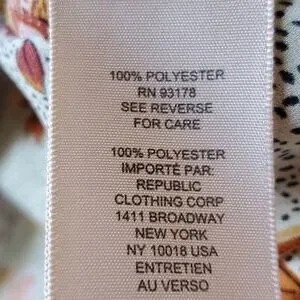 100% POLYESTER
RN 93178
SEE REVERSE
FOR CARE
100% POLYESTER
IMPORTÉ PAR:
REPUBLIC
CLOTHING CORP
1411 BROADWAY
NEW YORK
NY 10018 USA
ENTRETIEN
AU VERSO